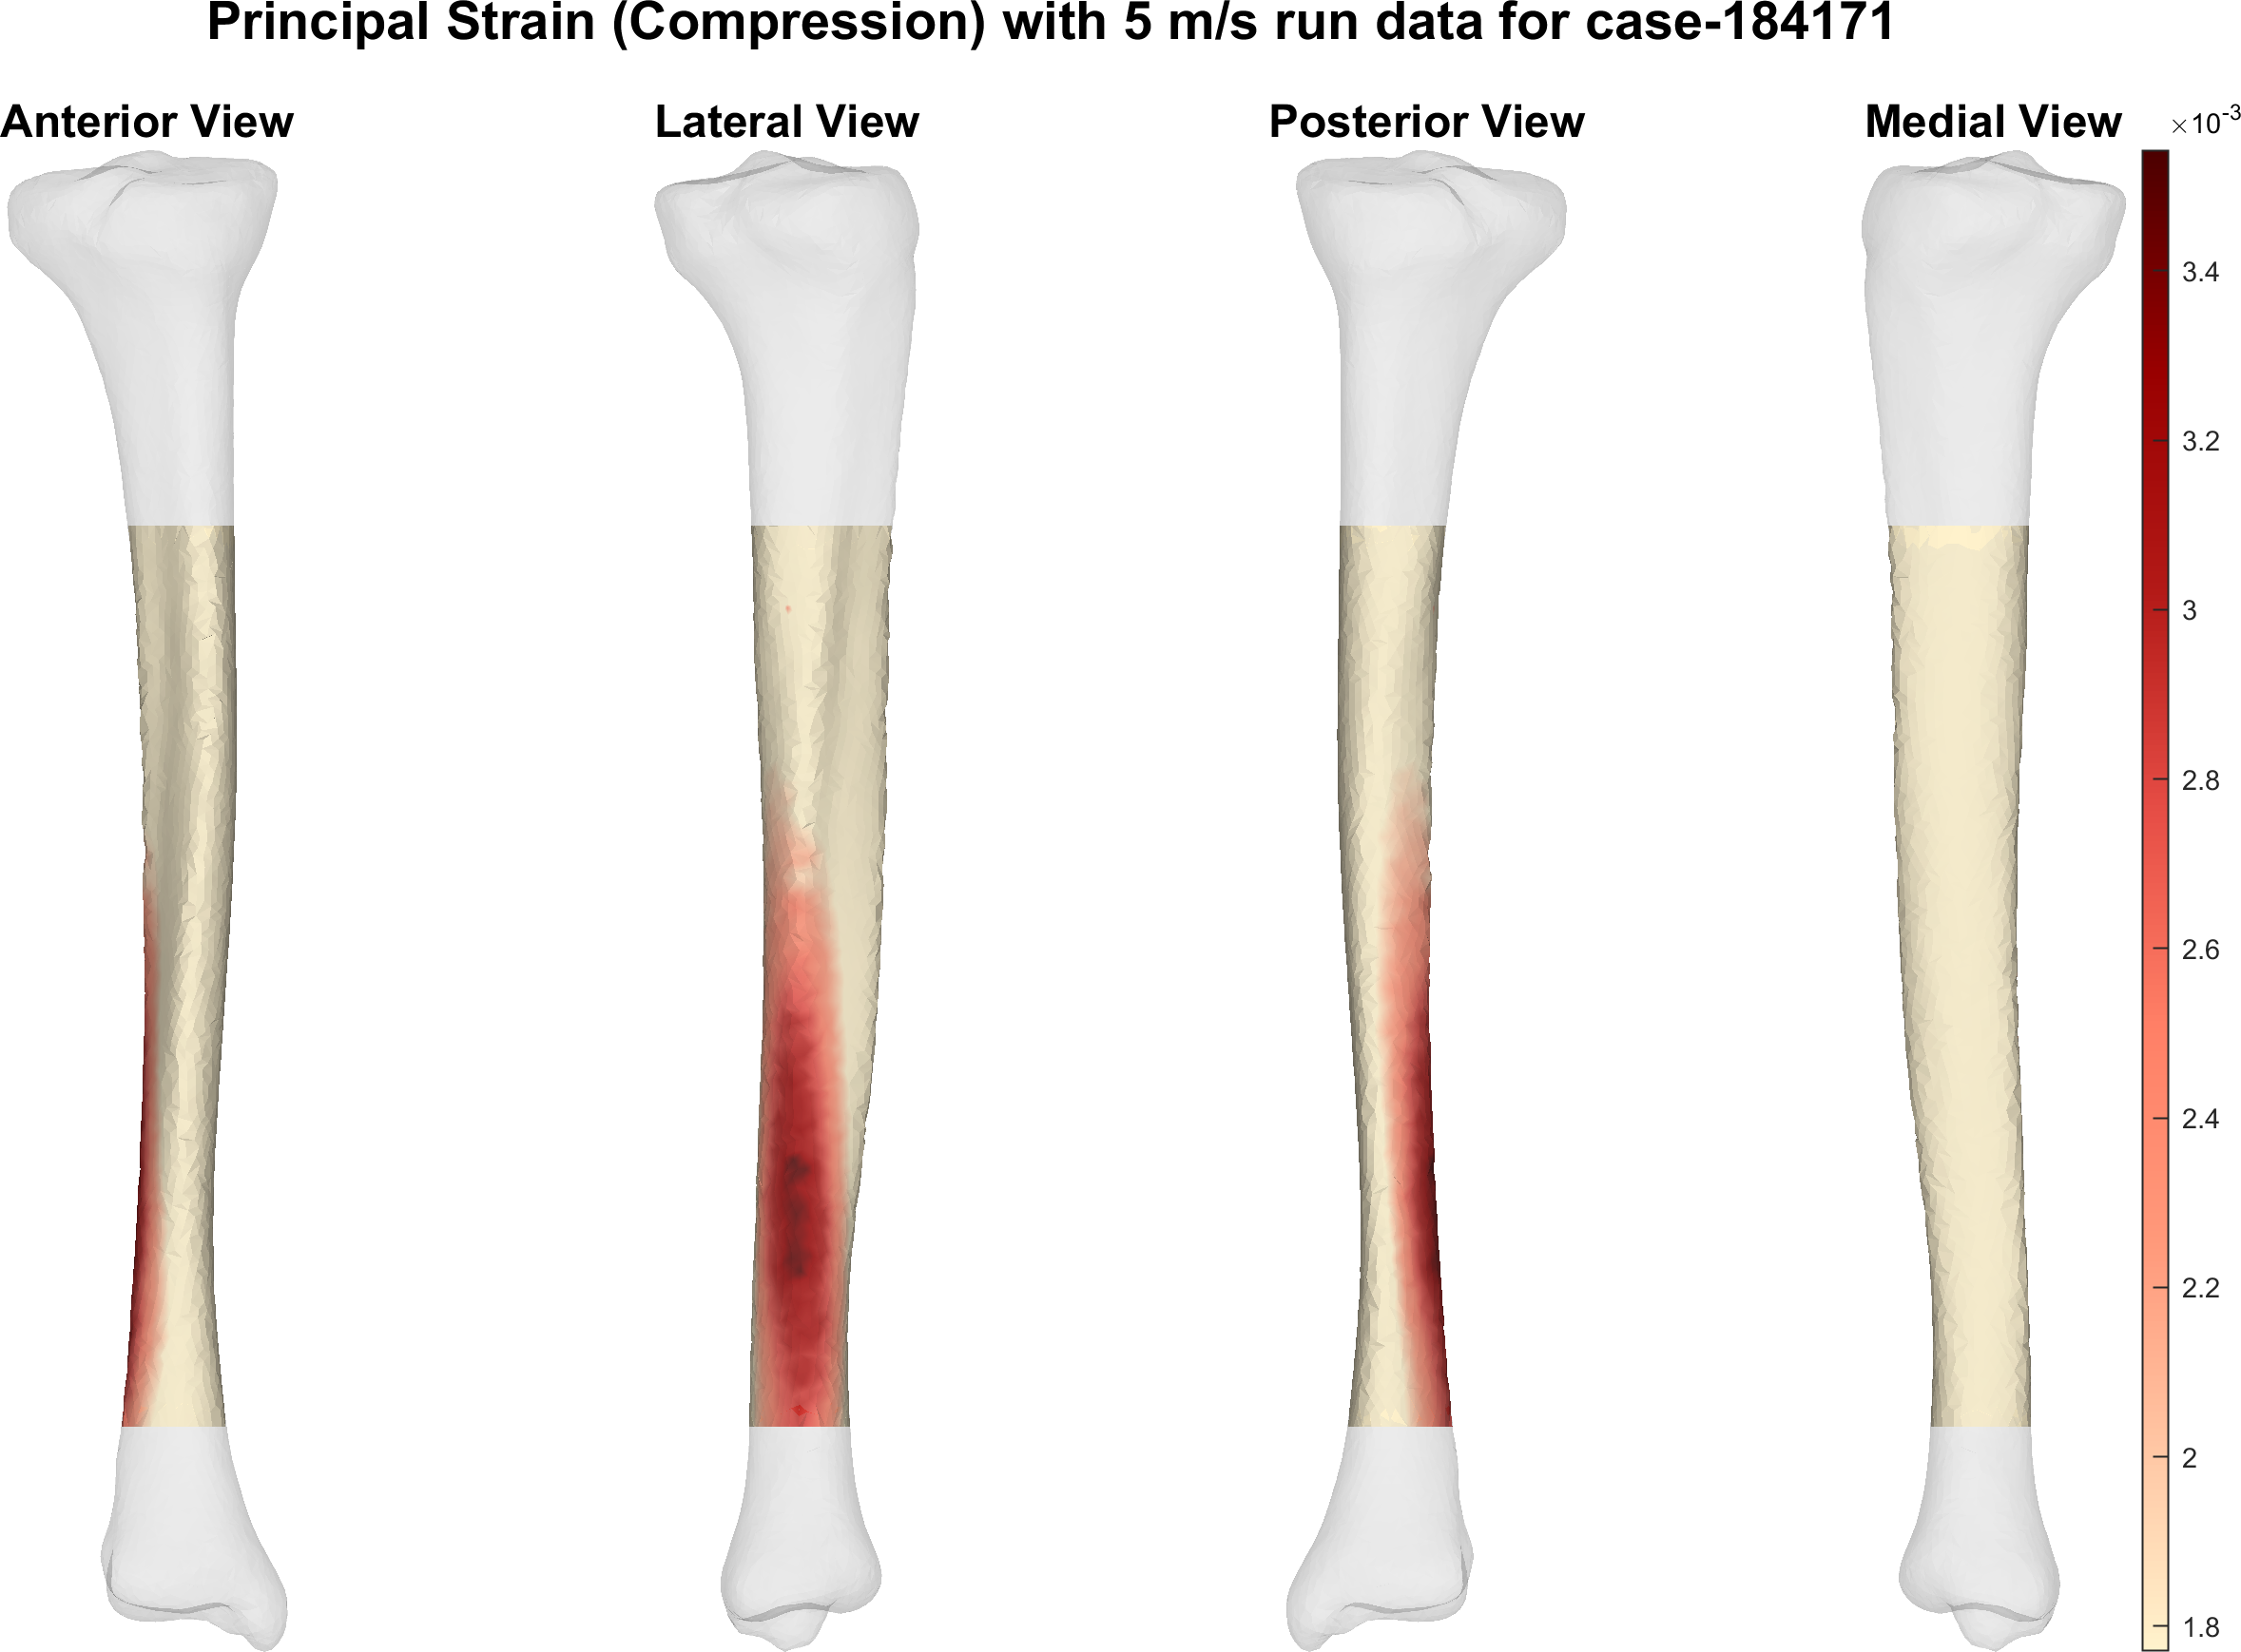 Principal Strain (Compression) with 5 m/s run data for case-184171
Anterior View
Lateral View
Posterior View
Medial View
×10-3
3.4
3.2
3
2.8
2.6
2.4
2.2
2
1.8